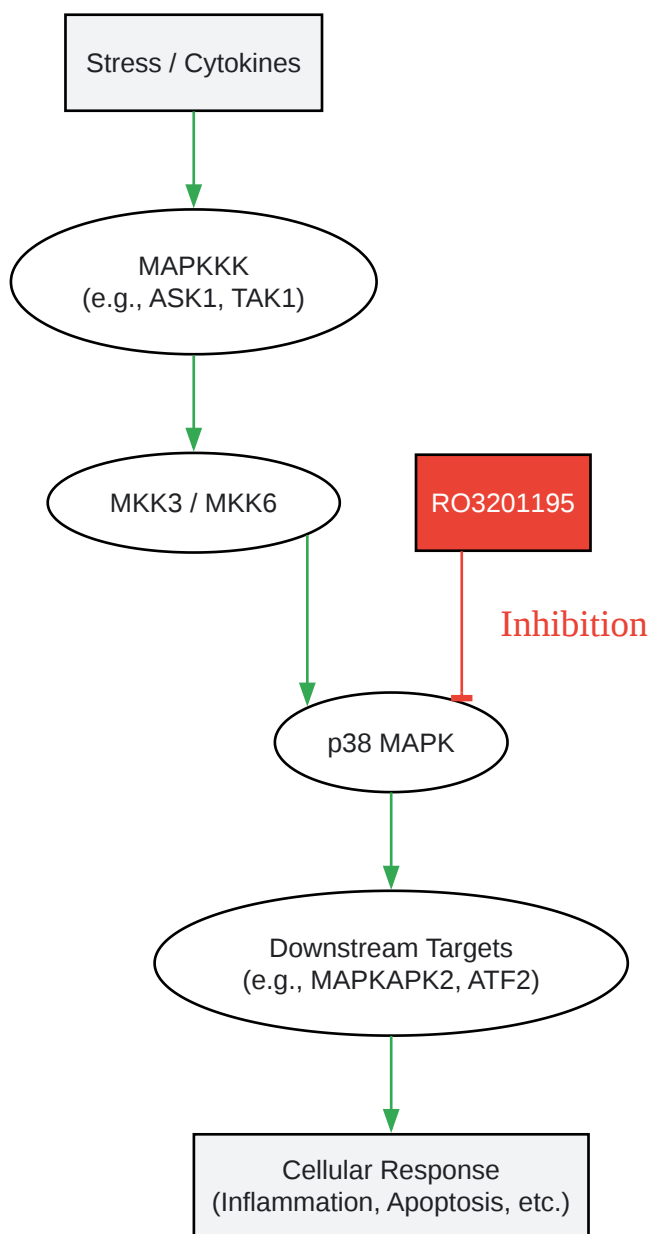 Stress / Cytokines
MAPKKK
(e.g., ASK1, TAK1)
MKK3 / MKK6
RO3201195
Inhibition
p38 MAPK
Downstream Targets
(e.g., MAPKAPK2, ATF2)
Cellular Response
(Inflammation, Apoptosis, etc.)